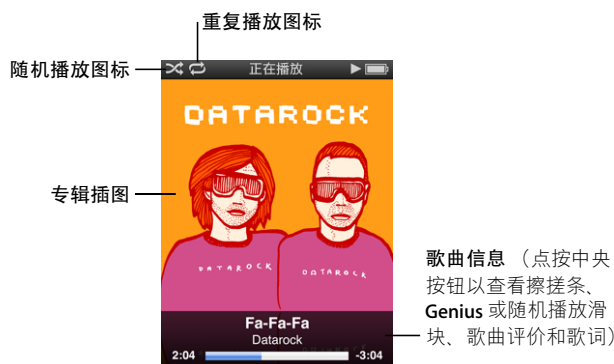 重复播放图标
随机播放图标
正在播放
DATAROCK
专辑插图
DATAROCK
DATAROCK
歌曲信息 （点按中央
按钮以查看擦搓条、
Genius 或随机播放滑
块、歌曲评价和歌词）
Fa-Fa-Fa
Datarock
2:04
-3:04